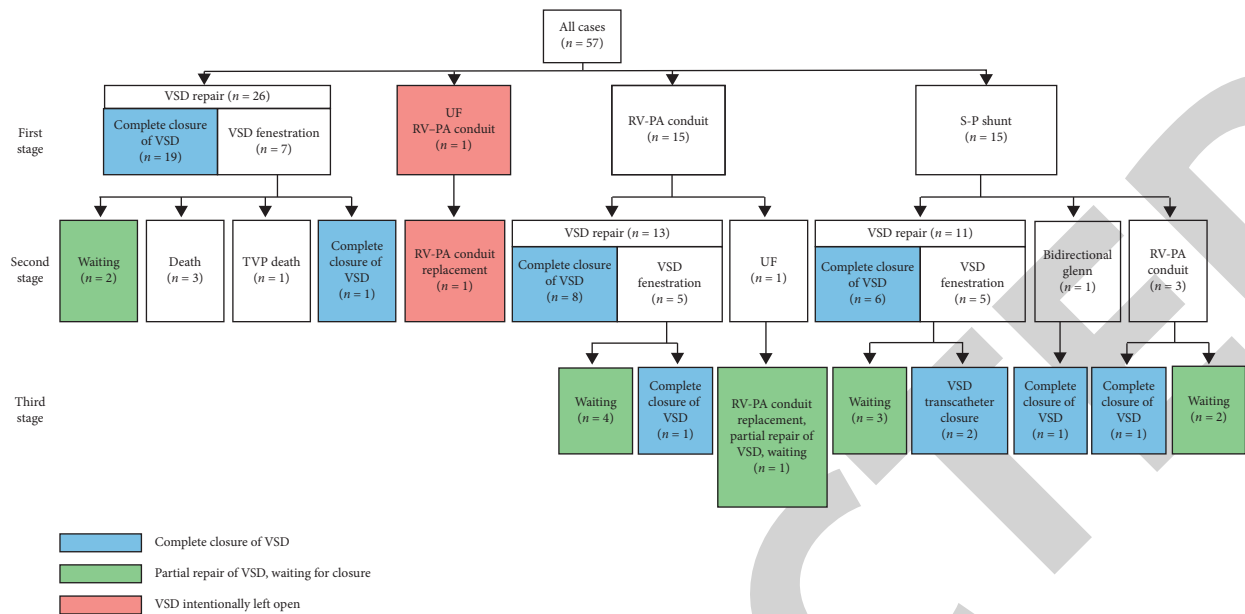 All cases
(n = 57)
First
stage
VSD repair (n = 26)
Complete closure
of VSD
(n = 19)
VSD fenestration
(n = 7)
UF
RV–PA conduit
(n = 1)
RV-PA conduit
(n = 15)
S-P shunt
(n = 15)
Second
stage
Waiting
(n = 2)
Death
(n = 3)
TVP death
(n = 1)
Complete
closure of
VSD
(n = 1)
RV-PA conduit
replacement
(n = 1)
VSD repair (n = 13)
Complete closure
of VSD
(n = 8)
VSD
fenestration
(n = 5)
UF
(n = 1)
VSD repair (n = 11)
Complete closure
of VSD
(n = 6)
VSD
fenestration
(n = 5)
Bidirectional
glenn
(n = 1)
RV-PA
conduit
(n = 3)
Third
stage
Waiting
(n = 4)
Complete
closure of
VSD
(n = 1)
RV-PA conduit
replacement,
partial repair of
VSD, waiting
(n = 1)
Waiting
(n = 3)
VSD
transcatheter
closure
(n = 2)
Complete
closure of
VSD
(n = 1)
Complete
closure of
VSD
(n = 1)
Waiting
(n = 2)
Complete closure of VSD
Partial repair of VSD, waiting for closure
VSD intentionally left open
CTED